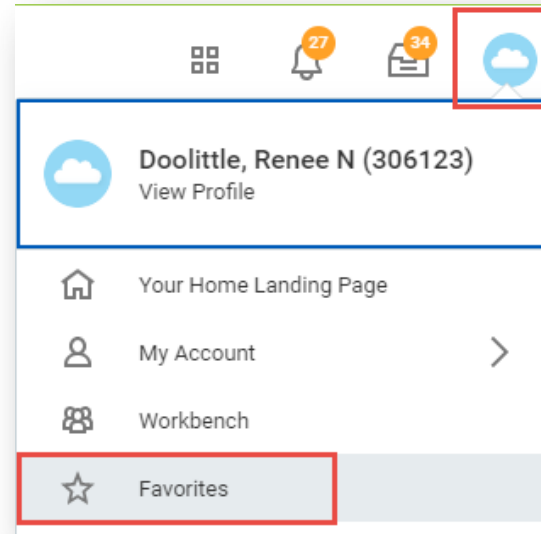 27
34
Doolittle, Renee N (306123)
View Profile
Your Home Landing Page
My Account
Workbench
Favorites